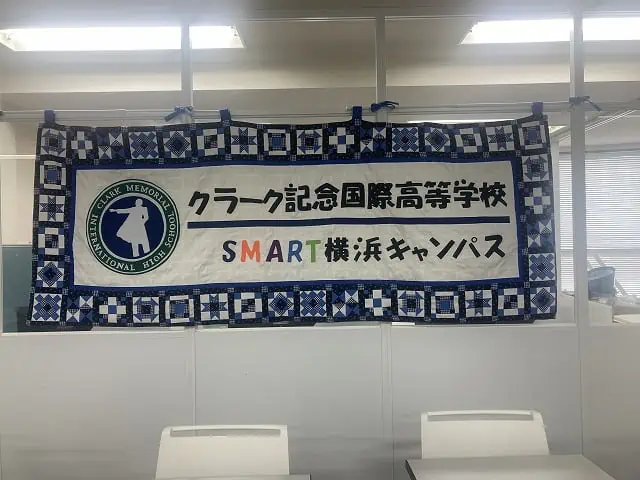 CLARK MEMORIAL INTERNATIONAL HIGH SCHOOL
クラーク記念国際高等学校
SMART横浜キャンパス